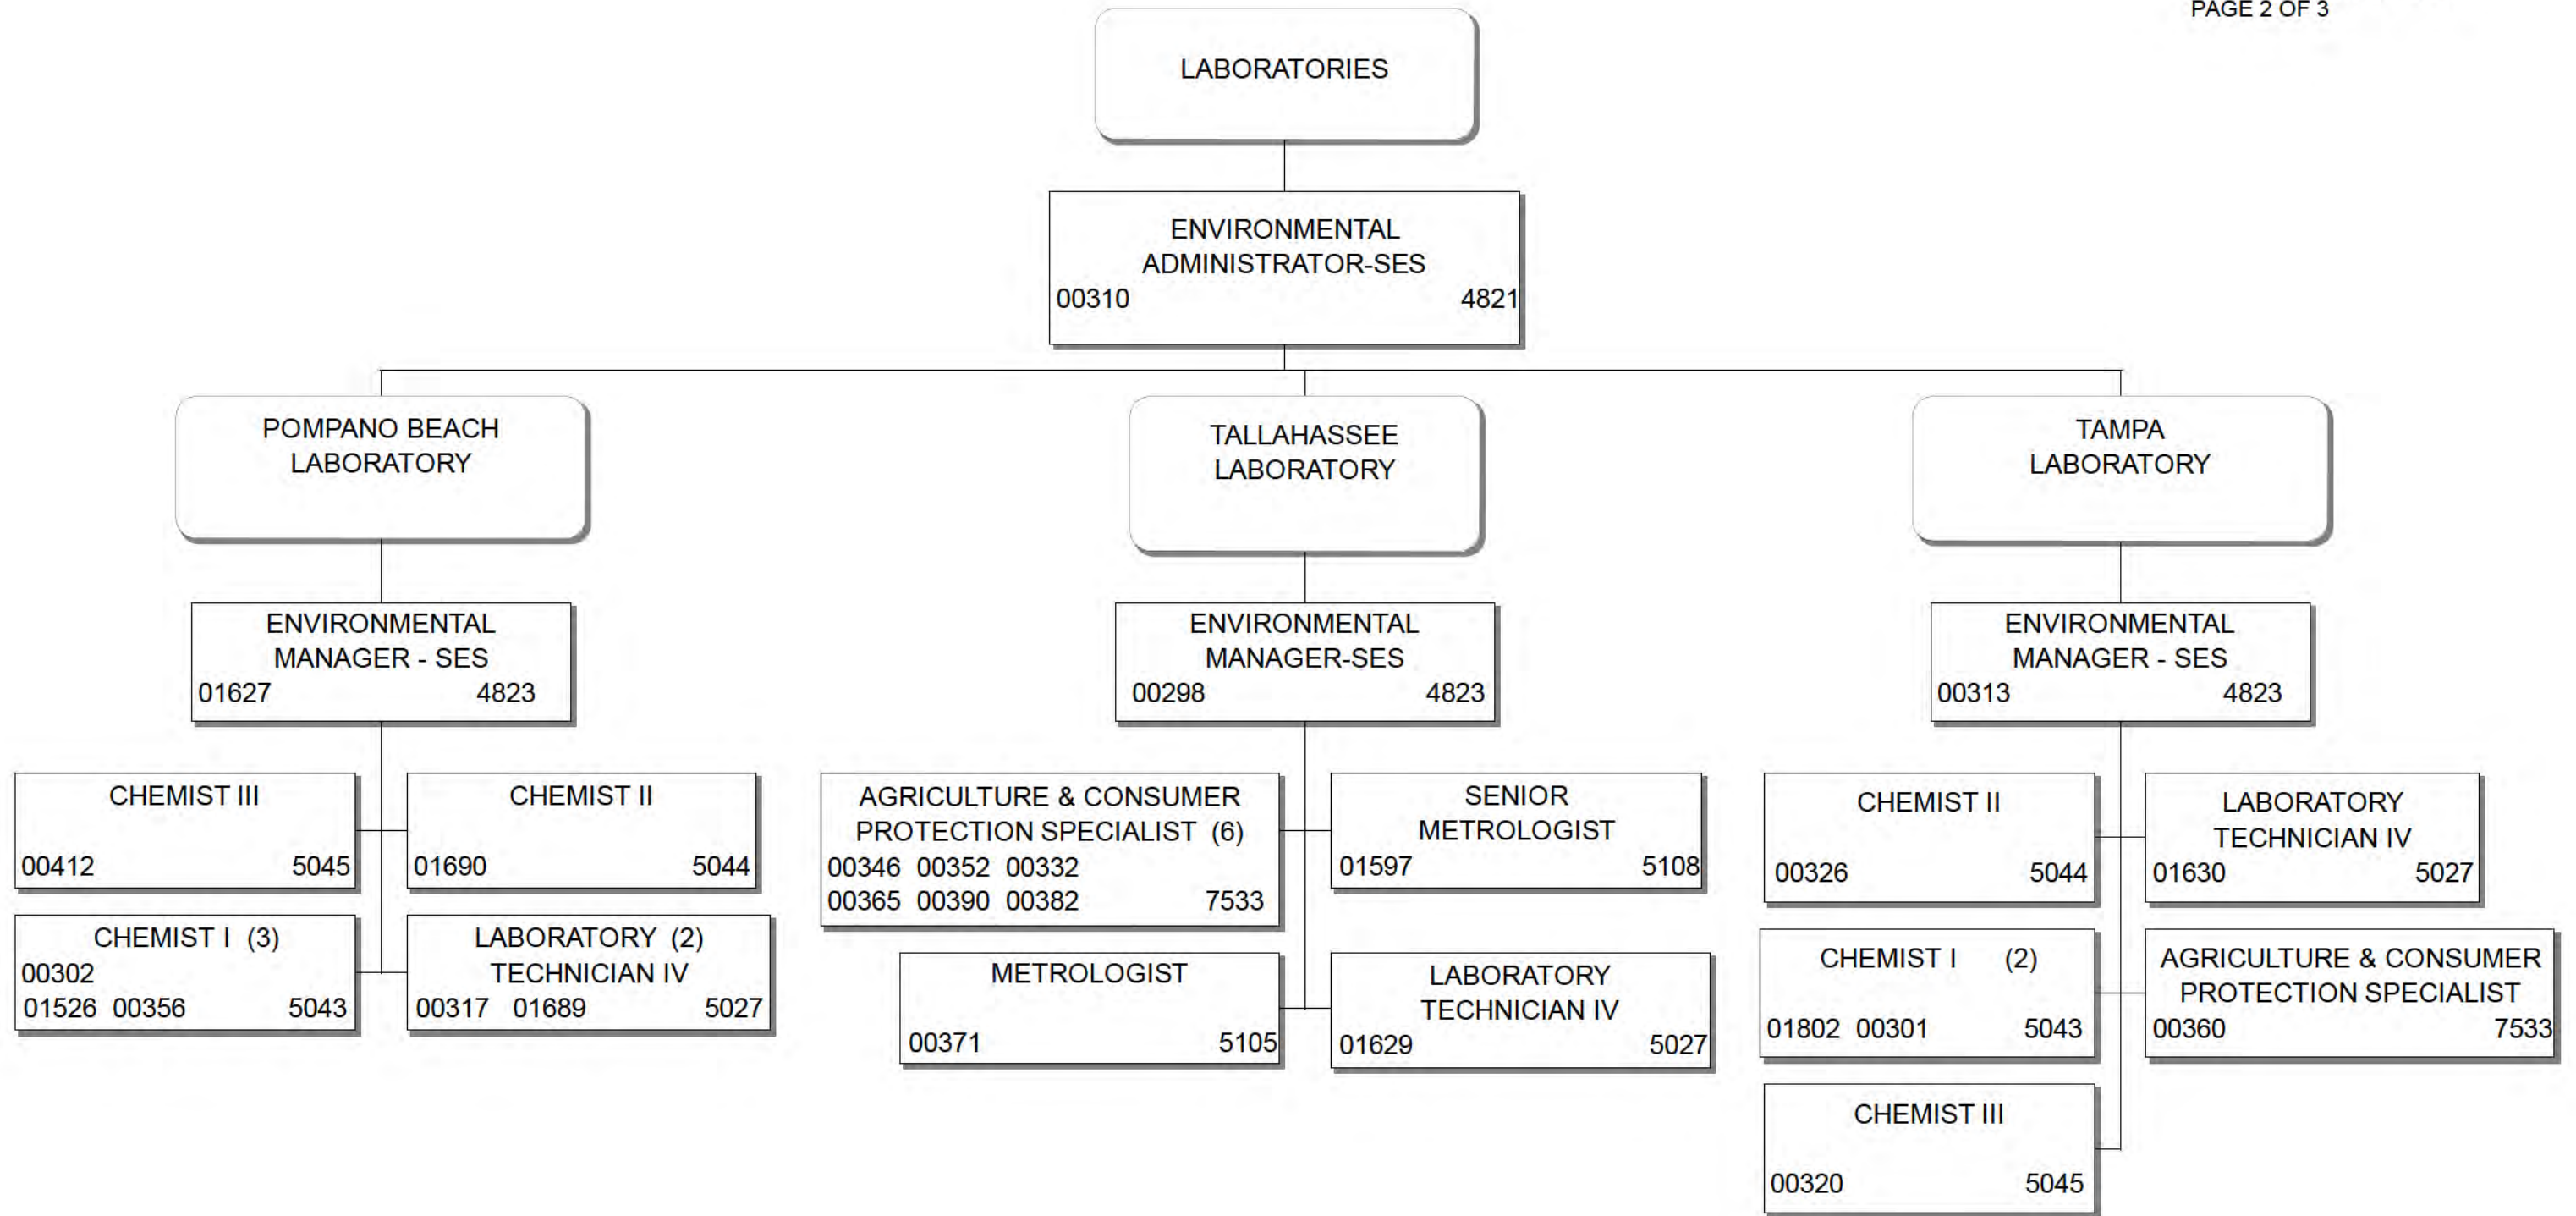 PAGE 2 OF 3
LABORATORIES
ENVIRONMENTAL
ADMINISTRATOR-SES
00310 4821
POMPANO BEACH
LABORATORY
ENVIRONMENTAL
MANAGER - SES
01627 4823
CHEMIST III
00412 5045
CHEMIST II
01690 5044
CHEMIST I (3)
00302
01526 00356 5043
LABORATORY (2)
TECHNICIAN IV
00317 01689 5027
TALLAHASSEE
LABORATORY
ENVIRONMENTAL
MANAGER-SES
00298 4823
AGRICULTURE & CONSUMER
PROTECTION SPECIALIST (6)
00346 00352 00332
00365 00390 00382 7533
SENIOR
METROLOGIST
01597 5108
METROLOGIST
00371 5105
LABORATORY
TECHNICIAN IV
01629 5027
TAMPA
LABORATORY
ENVIRONMENTAL
MANAGER - SES
00313 4823
CHEMIST II
00326 5044
LABORATORY
TECHNICIAN IV
01630 5027
CHEMIST I (2)
01802 00301 5043
AGRICULTURE & CONSUMER
PROTECTION SPECIALIST
00360 7533
CHEMIST III
00320 5045